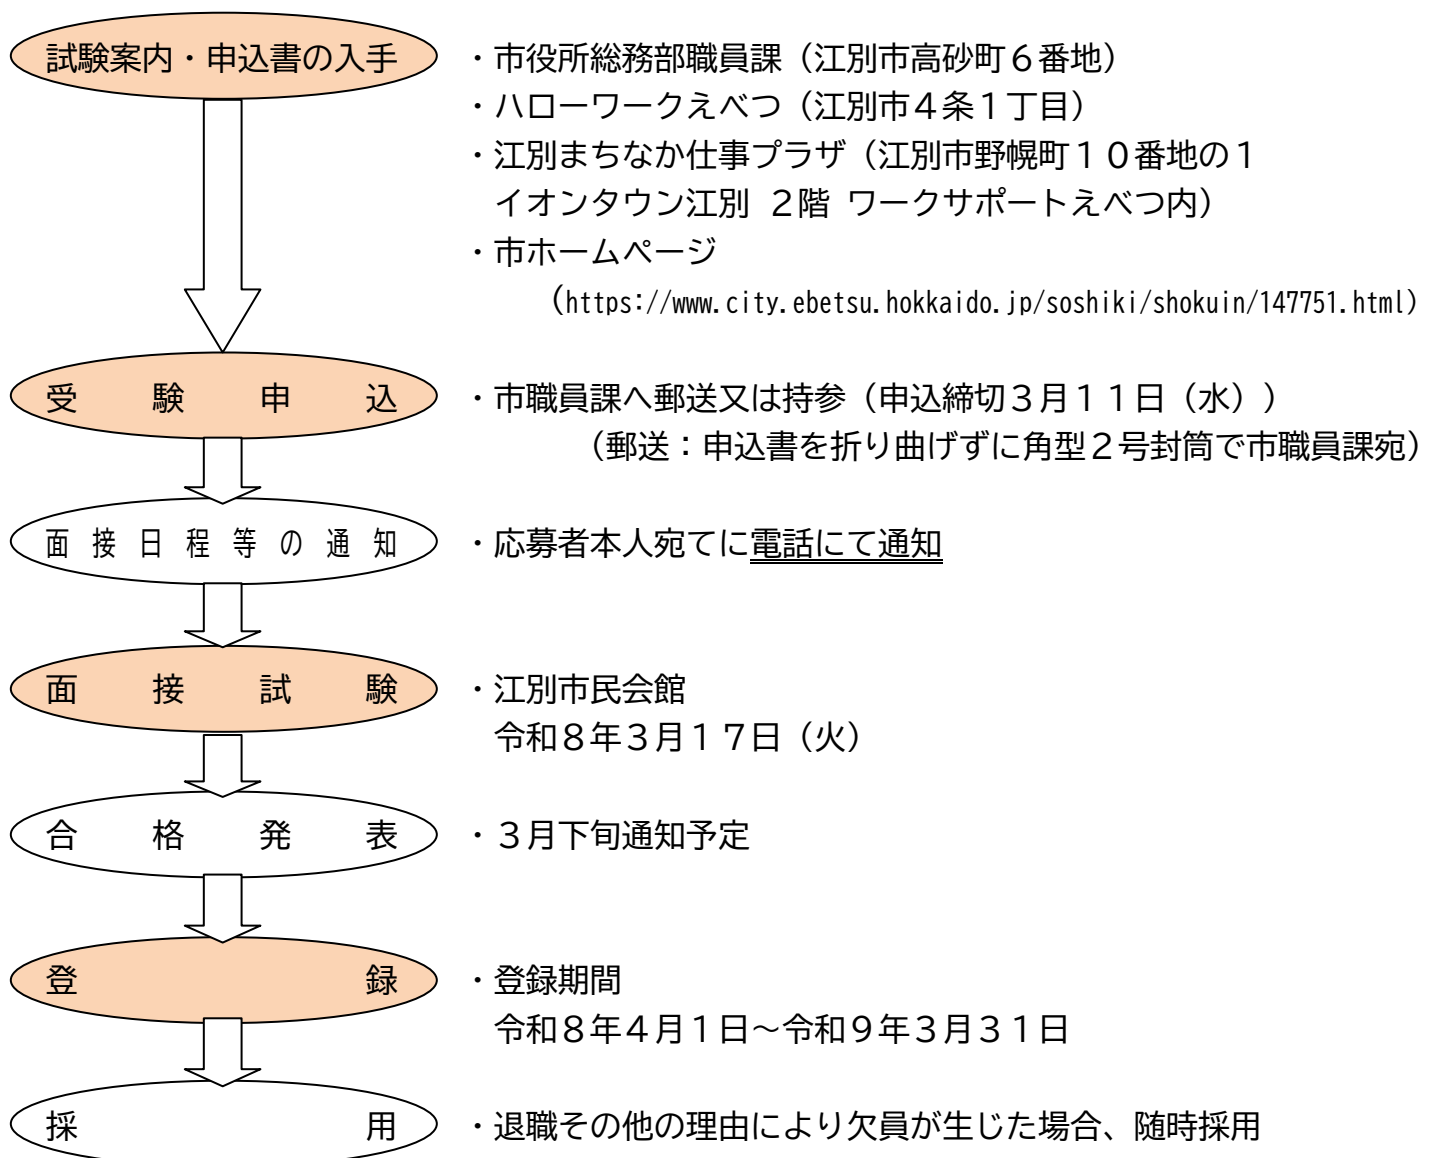 試験案内・申込書の入手
・市役所総務部職員課（江別市高砂町６番地）
・ハローワークえべつ（江別市４条１丁目）
・江別まちなか仕事プラザ（江別市野幌町１０番地の１
イオンタウン江別 ２階 ワークサポートえべつ内）
・市ホームページ
（https://www.city.ebetsu.hokkaido.jp/soshiki/shokuin/147751.html）
受験申込
・市職員課へ郵送又は持参（申込締切３月１１日（水））
（郵送：申込書を折り曲げずに角型２号封筒で市職員課宛）
面接日程等の通知
・応募者本人宛てに電話にて通知
面接試験
・江別市民会館
令和８年３月１７日（火）
合格発表
・３月下旬通知予定
登録
・登録期間
令和８年４月１日～令和９年３月３１日
採用
・退職その他の理由により欠員が生じた場合、随時採用